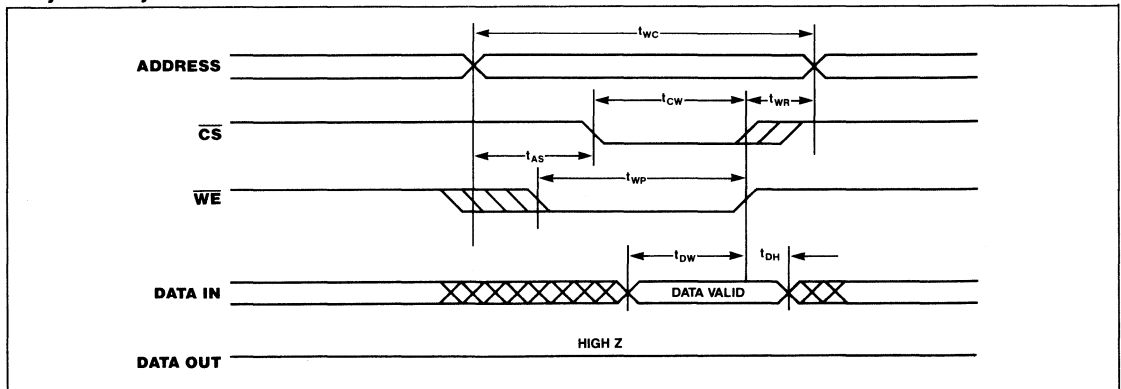 tWC
ADDRESS
tCW
tWR
CS
tAS
tWP
WE
tDW
tDH
DATA IN
DATA VALID
HIGH Z
DATA OUT